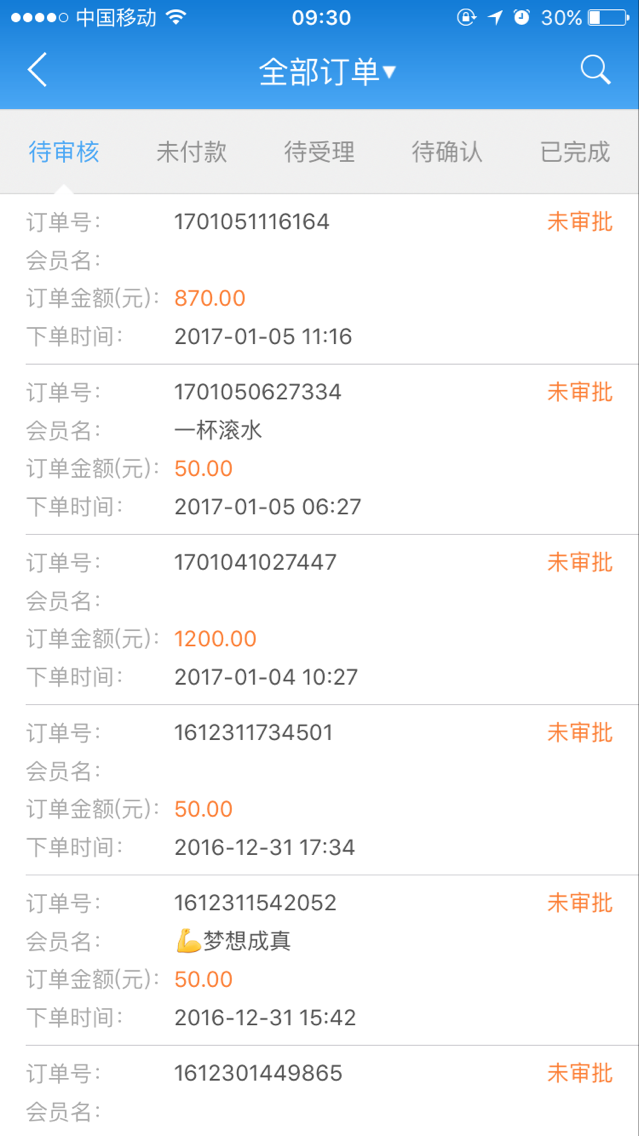 中国移动 09:30 30%
全部订单▾
待审核 未付款 待受理 待确认 已完成
订单号: 1701051116164 未审批
会员名:
订单金额(元): 870.00
下单时间: 2017-01-05 11:16
订单号: 1701050627334 未审批
会员名: 一杯滚水
订单金额(元): 50.00
下单时间: 2017-01-05 06:27
订单号: 1701041027447 未审批
会员名:
订单金额(元): 1200.00
下单时间: 2017-01-04 10:27
订单号: 1612311734501 未审批
会员名:
订单金额(元): 50.00
下单时间: 2016-12-31 17:34
订单号: 1612311542052 未审批
会员名: 💪梦想成真
订单金额(元): 50.00
下单时间: 2016-12-31 15:42
订单号: 1612301449865 未审批
会员名: